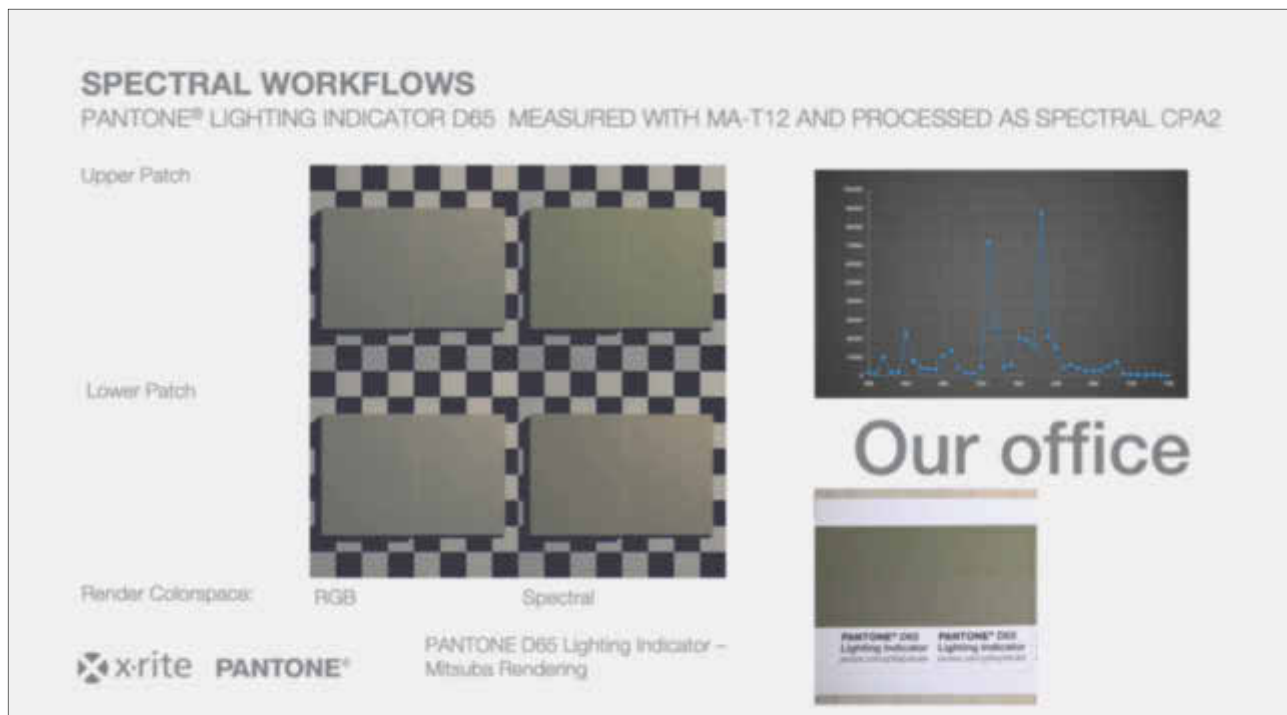 SPECTRAL WORKFLOWS
PANTONE® LIGHTING INDICATOR D65 MEASURED WITH MA-T12 AND PROCESSED AS SPECTRAL CPA2
Upper Patch
Lower Patch
Our office
Render Colorspace:
RGB
Spectral
PANTONE® D65 PANTONE® D65
Lighting Indicator Lighting Indicator
x·rite PANTONE®
PANTONE D65 Lighting Indicator –
Mitsuba Rendering